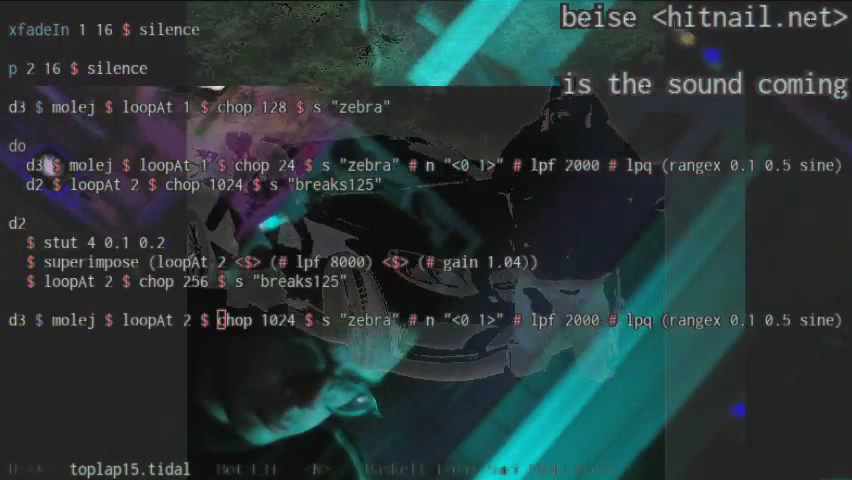 beise <hitnail.net>
is the sound coming
xfadeIn 1 16 $ silence
p 2 16 $ silence
d3 $ molej $ loopAt 1 $ chop 128 $ s "zebra"
do
d3 $ molej $ loopAt 1 $ chop 24 $ s "zebra" # n "<0 1>" # lpf 2000 # lpq (rangex 0.1 0.5 sine)
d2 $ loopAt 2 $ chop 1024 $ s "breaks125"
d2
$ stut 4 0.1 0.2
$ superimpose (loopAt 2 <$> (# lpf 8000) <$> (# gain 1.04))
$ loopAt 2 $ chop 256 $ s "breaks125"
d3 $ molej $ loopAt 2 $ chop 1024 $ s "zebra" # n "<0 1>" # lpf 2000 # lpq (rangex 0.1 0.5 sine)
toplap15.tidal